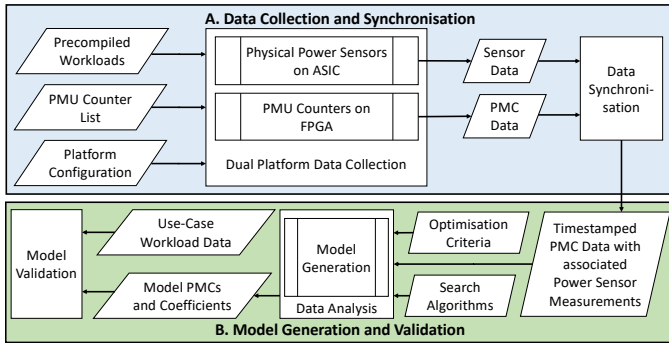 A. Data Collection and Synchronisation
Precompiled
Workloads
PMU Counter
List
Platform
Configuration
Physical Power Sensors
on ASIC
PMU Counters on
FPGA
Dual Platform Data Collection
Sensor
Data
PMC
Data
Data
Synchroni-
sation
Model
Validation
Use-Case
Workload Data
Model PMCs
and Coefficients
Model
Generation
Data Analysis
Optimisation
Criteria
Search
Algorithms
Timestamped
PMC Data with
associated
Power Sensor
Measurements
B. Model Generation and Validation